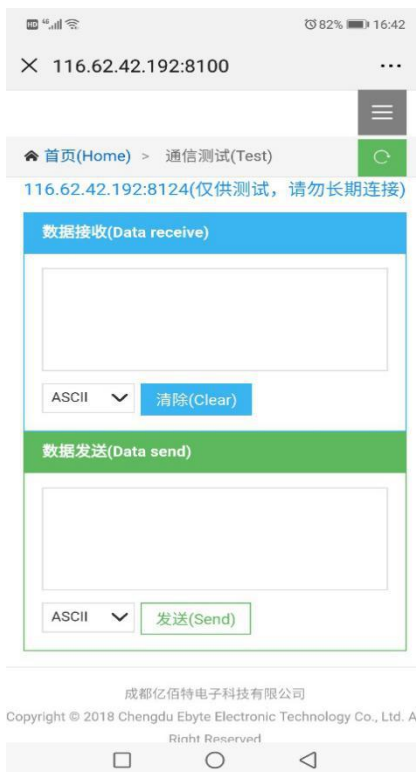 HD 4G 82% 16:42
× 116.62.42.192:8100 ...
首页(Home) > 通信测试(Test)
116.62.42.192:8124(仅供测试，请勿长期连接)
数据接收(Data receive)
ASCII 清除(Clear)
数据发送(Data send)
ASCII 发送(Send)
成都亿佰特电子科技有限公司
Copyright © 2018 Chengdu Ebyte Electronic Technology Co., Ltd. A
Right Reserved